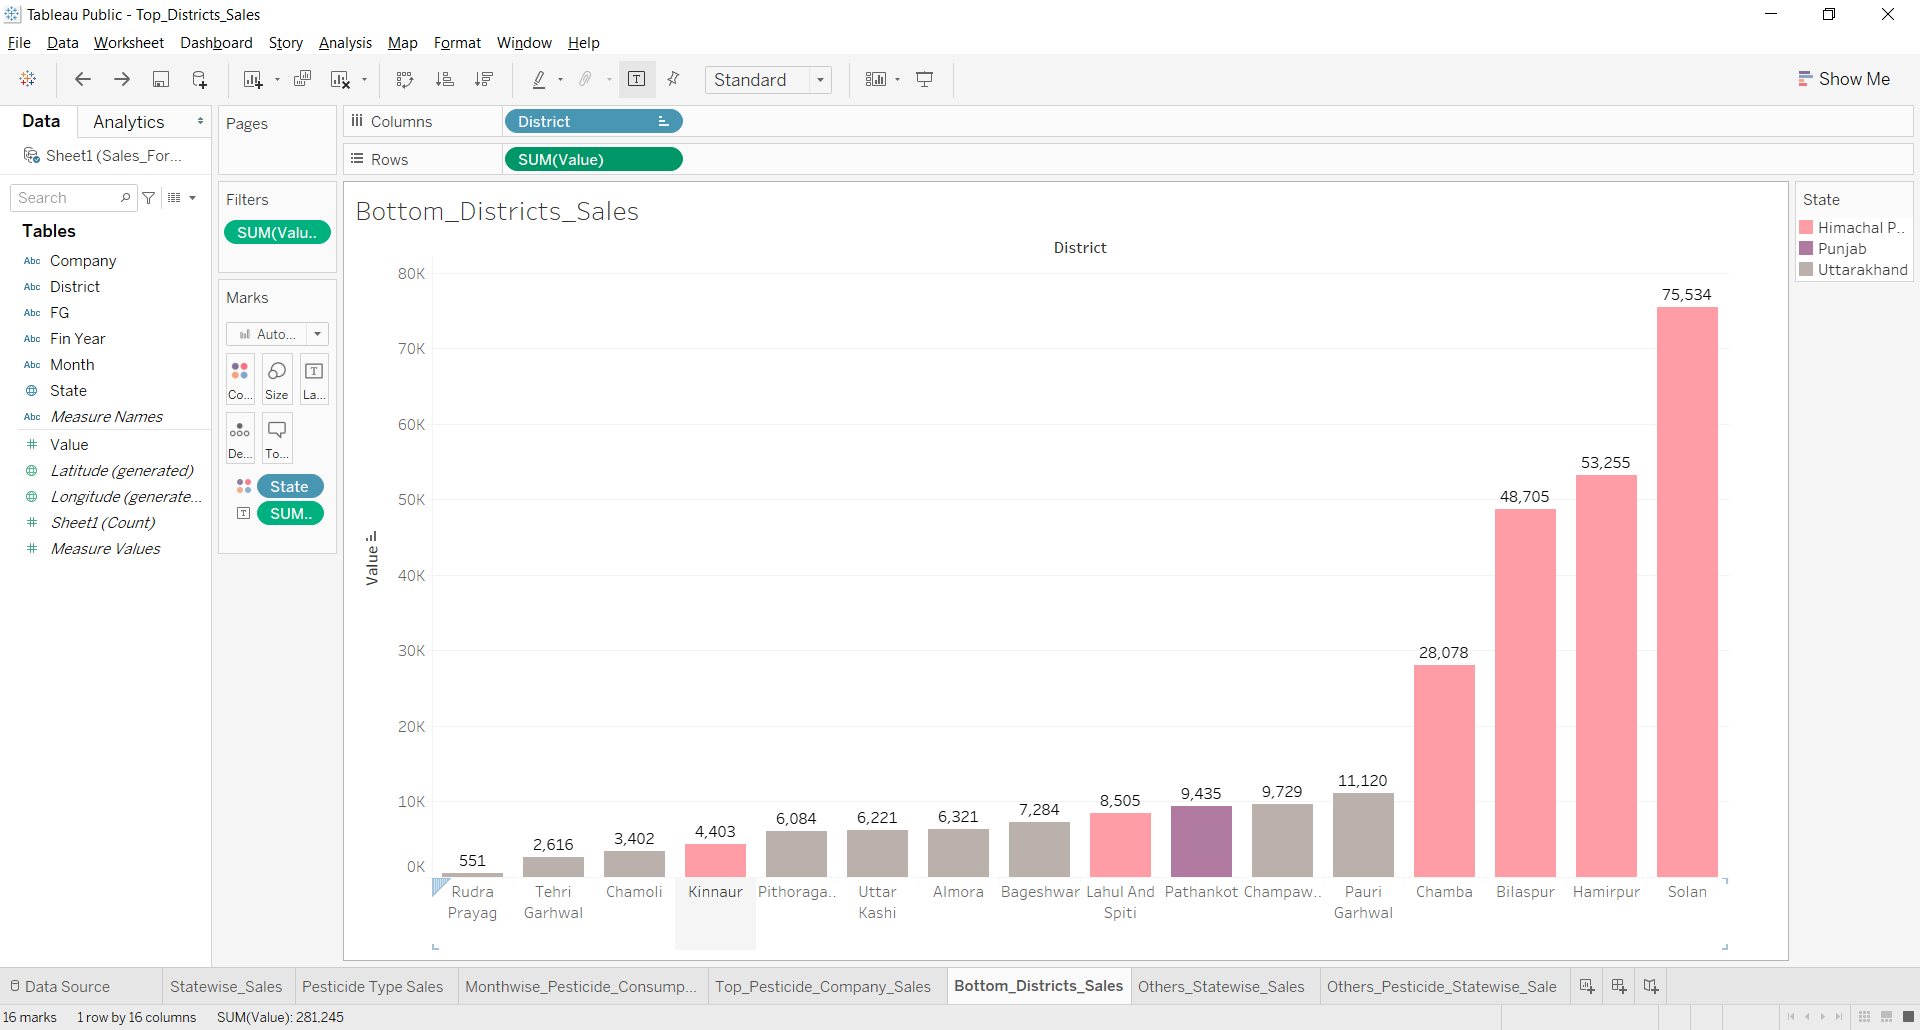 Tableau Public - Top_Districts_Sales
File Data Worksheet Dashboard Story Analysis Map Format Window Help
Standard
Show Me
Data Analytics
Sheet1 (Sales_For...
Search
Tables
Abc Company
Abc District
Abc FG
Abc Fin Year
Abc Month
State
Abc Measure Names
# Value
Latitude (generated)
Longitude (generate...
# Sheet1 (Count)
# Measure Values
Pages
Filters
SUM(Valu..
Marks
Auto...
Co... Size La...
De... To...
State
SUM..
Columns District
Rows SUM(Value)
Bottom_Districts_Sales
District
Value
80K
70K
60K
50K
40K
30K
20K
10K
0K
551
2,616
3,402
4,403
6,084
6,221
6,321
7,284
8,505
9,435
9,729
11,120
28,078
48,705
53,255
75,534
Rudra Prayag
Tehri Garhwal
Chamoli
Kinnaur
Pithoraga..
Uttar Kashi
Almora
Bageshwar
Lahul And Spiti
Pathankot
Champaw..
Pauri Garhwal
Chamba
Bilaspur
Hamirpur
Solan
State
Himachal P..
Punjab
Uttarakhand
Data Source Statewise_Sales Pesticide Type Sales Monthwise_Pesticide_Consump... Top_Pesticide_Company_Sales Bottom_Districts_Sales Others_Statewise_Sales Others_Pesticide_Statewise_Sale
16 marks 1 row by 16 columns SUM(Value): 281,245